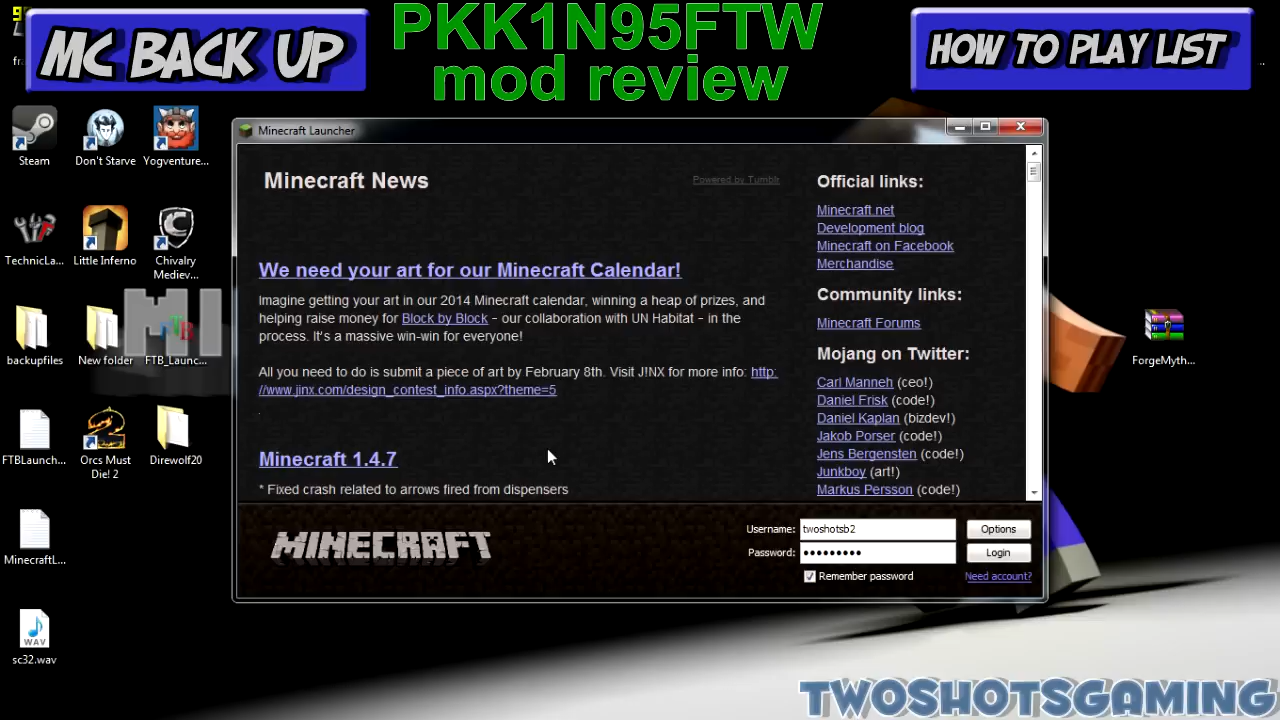 MC BACK UP
PKK1N95FTW
mod review
HOW TO PLAY LIST
Steam
Don't Starve
Yogventure...
TechnicLa...
Little Inferno
Chivalry
Mediev...
backupfiles
New folder
FTB_Launc...
FTBLaunch...
Orcs Must
Die! 2
Direwolf20
MinecraftL...
sc32.wav
WAV
ForgeMyth...
Minecraft Launcher
Minecraft News
Powered by Tumblr
We need your art for our Minecraft Calendar!
Imagine getting your art in our 2014 Minecraft calendar, winning a heap of prizes, and
helping raise money for Block by Block – our collaboration with UN Habitat – in the
process. It's a massive win-win for everyone!
All you need to do is submit a piece of art by February 8th. Visit J!NX for more info: http:
//www.jinx.com/design_contest_info.aspx?theme=5
.
Minecraft 1.4.7
* Fixed crash related to arrows fired from dispensers
Official links:
Minecraft.net
Development blog
Minecraft on Facebook
Merchandise
Community links:
Minecraft Forums
Mojang on Twitter:
Carl Manneh (ceo!)
Daniel Frisk (code!)
Daniel Kaplan (bizdev!)
Jakob Porser (code!)
Jens Bergensten (code!)
Junkboy (art!)
Markus Persson (code!)
MINECRAFT
Username: twoshotsb2 Options
Password: ●●●●●●●●● Login
Remember password Need account?
TWOSHOTSGAMING